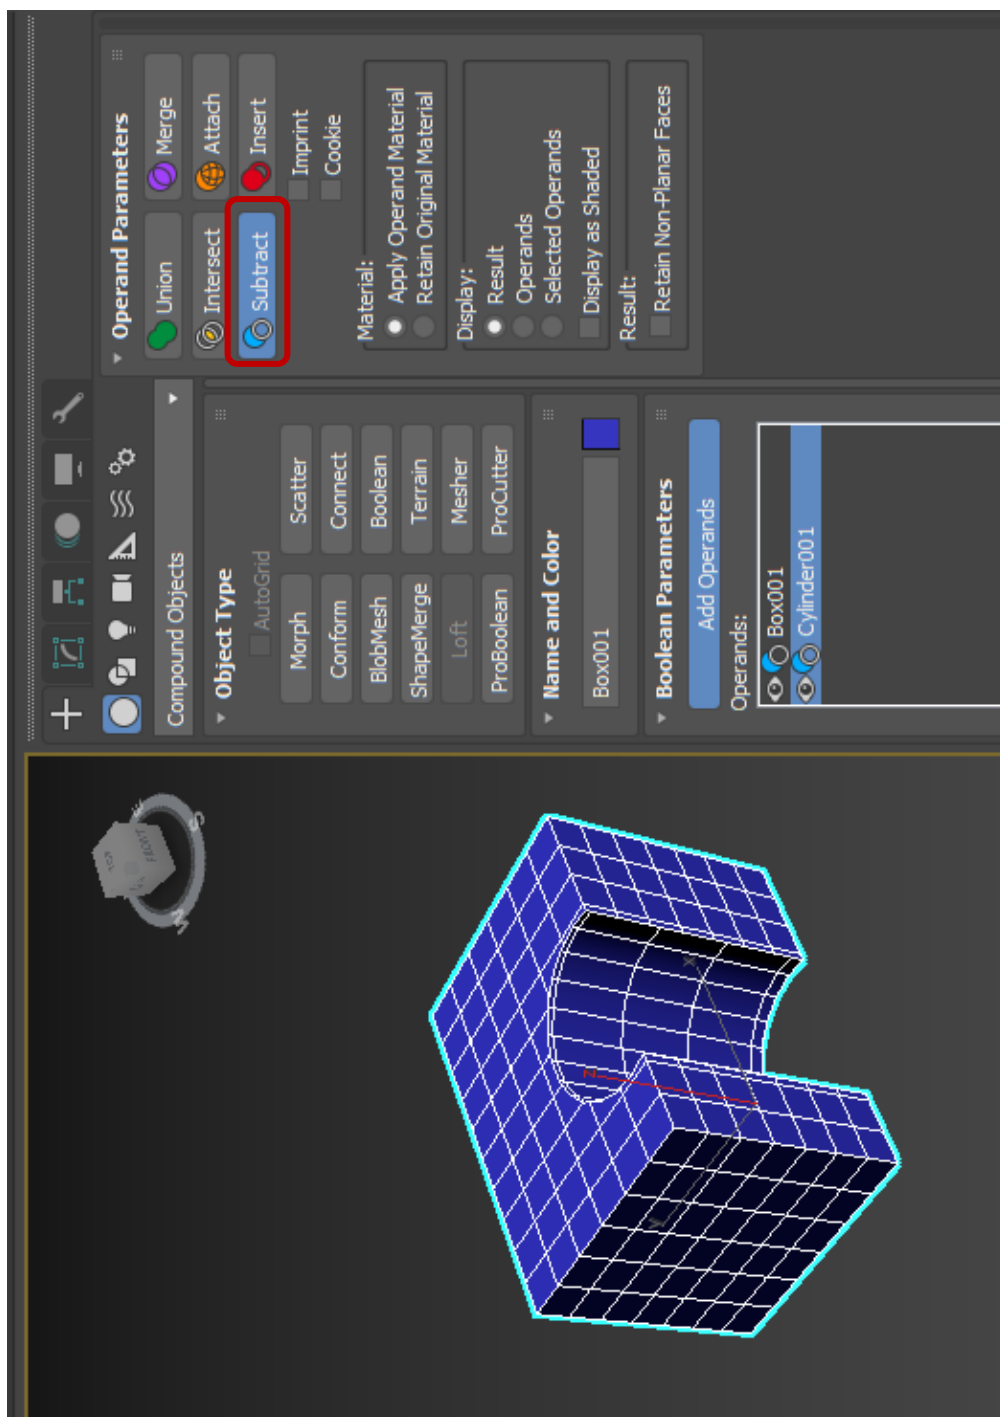 Compound Objects
Object Type
AutoGrid
Morph Scatter
Conform Connect
BlobMesh Boolean
ShapeMerge Terrain
Loft Mesher
ProBoolean ProCutter
Name and Color
Box001
Boolean Parameters
Add Operands
Operands:
Box001
Cylinder001
Operand Parameters
Union Merge
Intersect Attach
Subtract Insert
Imprint
Cookie
Material:
Apply Operand Material
Retain Original Material
Display:
Result
Operands
Selected Operands
Display as Shaded
Result:
Retain Non-Planar Faces
FRONT
S
Z
X
Y